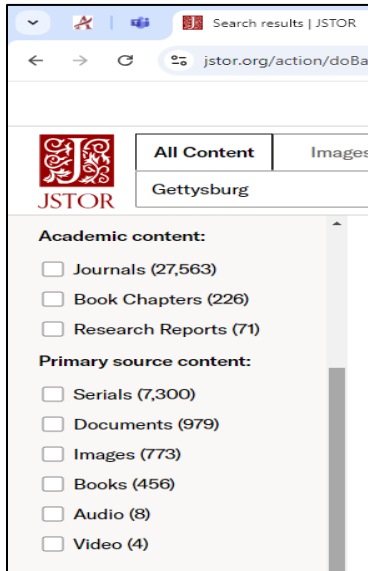 Search results | JSTOR
jstor.org/action/doBa
All Content Images
Gettysburg
JSTOR
Academic content:
Journals (27,563)
Book Chapters (226)
Research Reports (71)
Primary source content:
Serials (7,300)
Documents (979)
Images (773)
Books (456)
Audio (8)
Video (4)